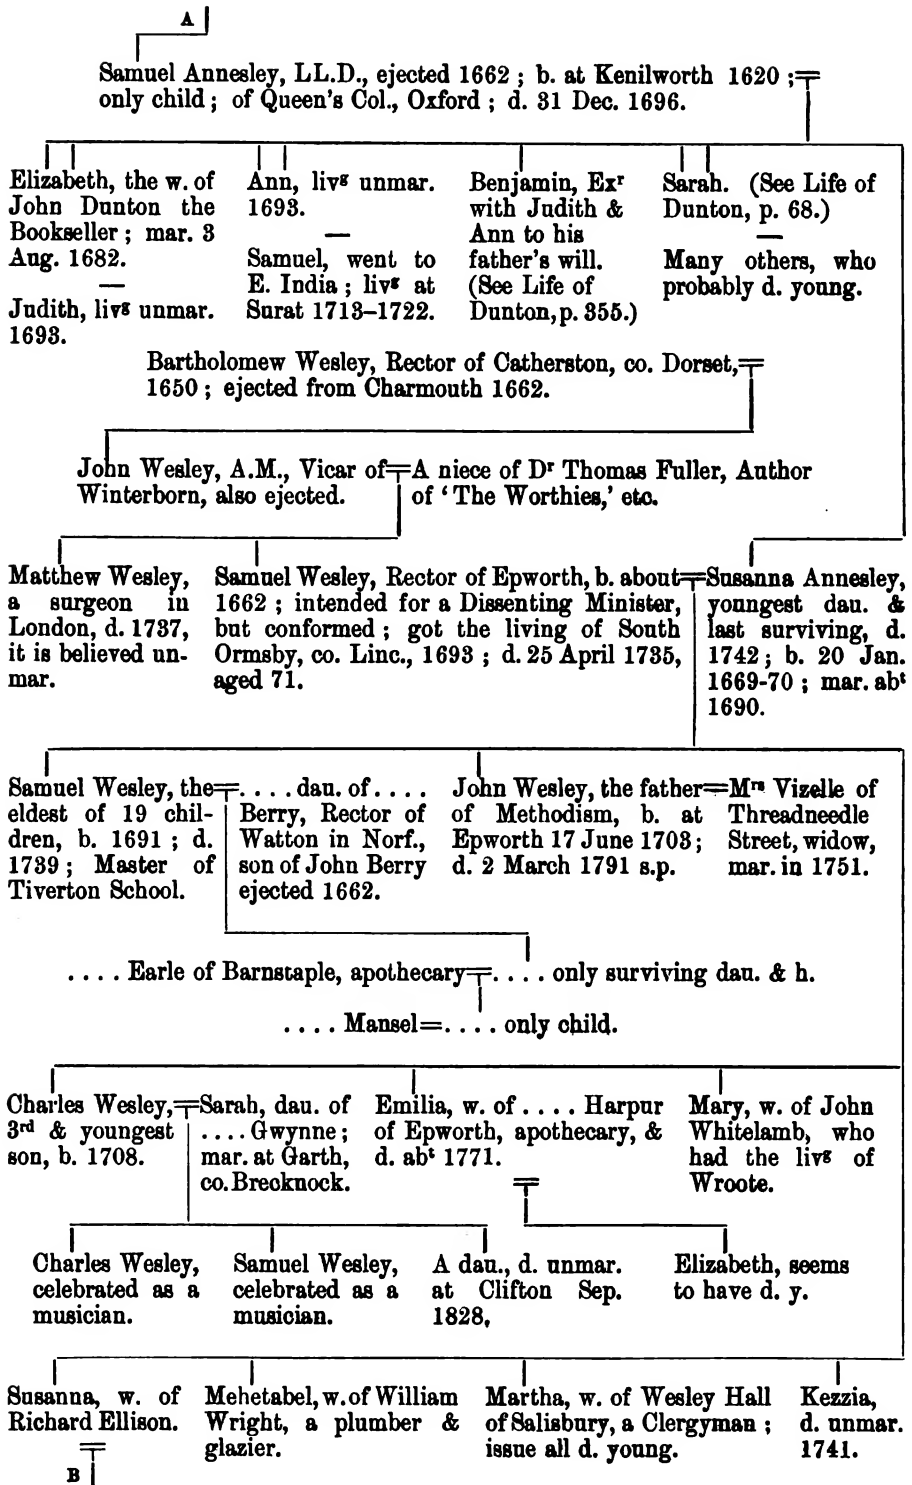 A
Samuel Annesley, LL.D., ejected 1662 ; b. at Kenilworth 1620 ;
only child ; of Queen's Col., Oxford ; d. 31 Dec. 1696.
Elizabeth, the w. of
John Dunton the
Bookseller ; mar. 3
Aug. 1682.
—
Judith, livg unmar.
1693.
Ann, livg unmar.
1693.
—
Samuel, went to
E. India ; livg at
Surat 1713–1722.
Benjamin, Exr
with Judith &
Ann to his
father's will.
(See Life of
Dunton, p. 355.)
Sarah. (See Life of
Dunton, p. 68.)
—
Many others, who
probably d. young.
Bartholomew Wesley, Rector of Catherston, co. Dorset,
1650 ; ejected from Charmouth 1662.
John Wesley, A.M., Vicar of
Winterborn, also ejected.
A niece of Dr Thomas Fuller, Author
of 'The Worthies,' etc.
Matthew Wesley,
a surgeon in
London, d. 1737,
it is believed un-
mar.
Samuel Wesley, Rector of Epworth, b. about
1662 ; intended for a Dissenting Minister,
but conformed ; got the living of South
Ormsby, co. Linc., 1693 ; d. 25 April 1735,
aged 71.
Susanna Annesley,
youngest dau. &
last surviving, d.
1742 ; b. 20 Jan.
1669-70 ; mar. abt
1690.
Samuel Wesley, the
eldest of 19 chil-
dren, b. 1691 ; d.
1739 ; Master of
Tiverton School.
. . . . dau. of . . . .
Berry, Rector of
Watton in Norf.,
son of John Berry
ejected 1662.
John Wesley, the father
of Methodism, b. at
Epworth 17 June 1703 ;
d. 2 March 1791 s.p.
Mrs Vizelle of
Threadneedle
Street, widow,
mar. in 1751.
. . . . Earle of Barnstaple, apothecary
. . . . only surviving dau. & h.
. . . . Mansel=. . . . only child.
Charles Wesley,
3rd & youngest
son, b. 1708.
Sarah, dau. of
. . . . Gwynne ;
mar. at Garth,
co. Brecknock.
Emilia, w. of . . . . Harpur
of Epworth, apothecary, &
d. abt 1771.
Mary, w. of John
Whitelamb, who
had the livg of
Wroote.
Charles Wesley,
celebrated as a
musician.
Samuel Wesley,
celebrated as a
musician.
A dau., d. unmar.
at Clifton Sep.
1828,
Elizabeth, seems
to have d. y.
Susanna, w. of
Richard Ellison.
B
Mehetabel, w. of William
Wright, a plumber &
glazier.
Martha, w. of Wesley Hall
of Salisbury, a Clergyman ;
issue all d. young.
Kezzia,
d. unmar.
1741.